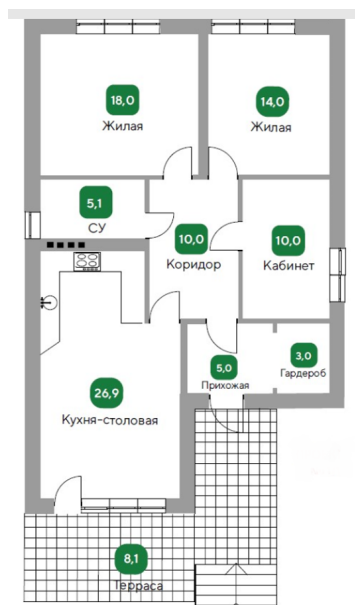 18,0
Жилая
14,0
Жилая
5,1
СУ
10,0
Коридор
10,0
Кабинет
5,0
Прихожая
3,0
Гардероб
26,9
Кухня-столовая
8,1
Терраса